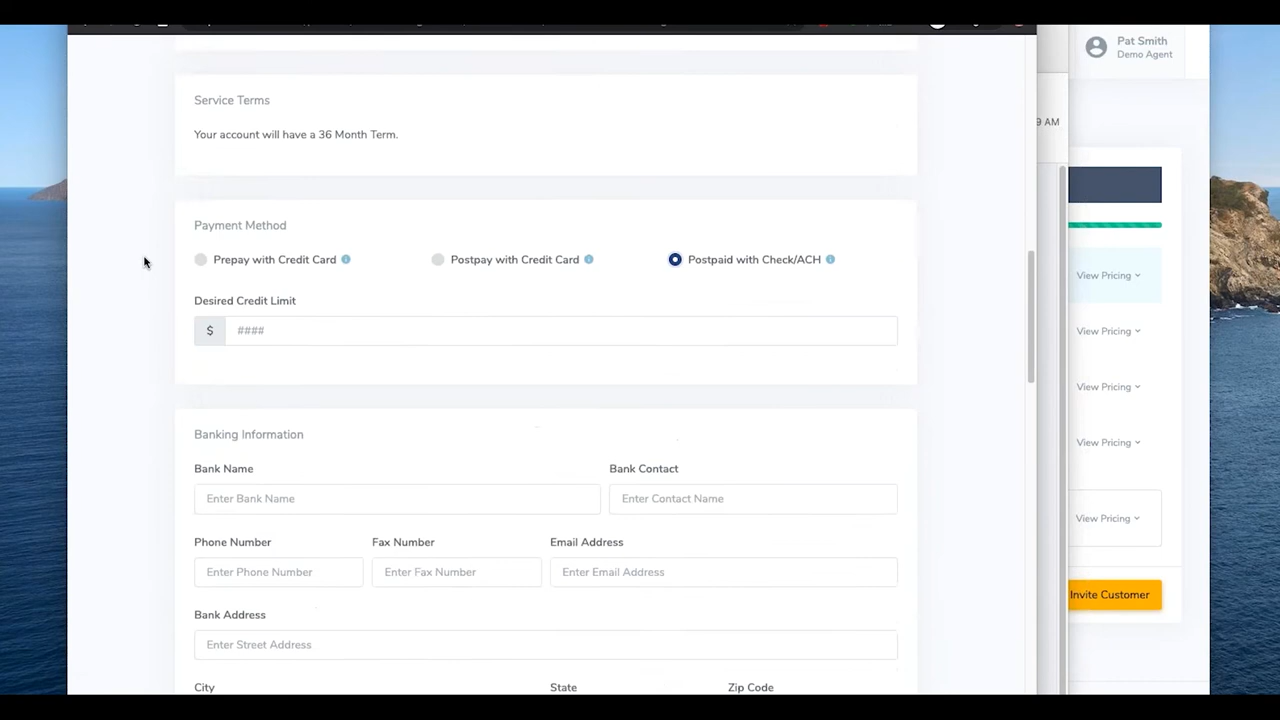 Pat Smith
Demo Agent
Service Terms
9 AM
Your account will have a 36 Month Term.
Payment Method
Prepay with Credit Card
Postpay with Credit Card
Postpaid with Check/ACH
View Pricing
Desired Credit Limit
$ ####
View Pricing
View Pricing
Banking Information
View Pricing
Bank Name
Bank Contact
Enter Bank Name
Enter Contact Name
View Pricing
Phone Number
Fax Number
Email Address
Enter Phone Number
Enter Fax Number
Enter Email Address
Invite Customer
Bank Address
Enter Street Address
City
State
Zip Code